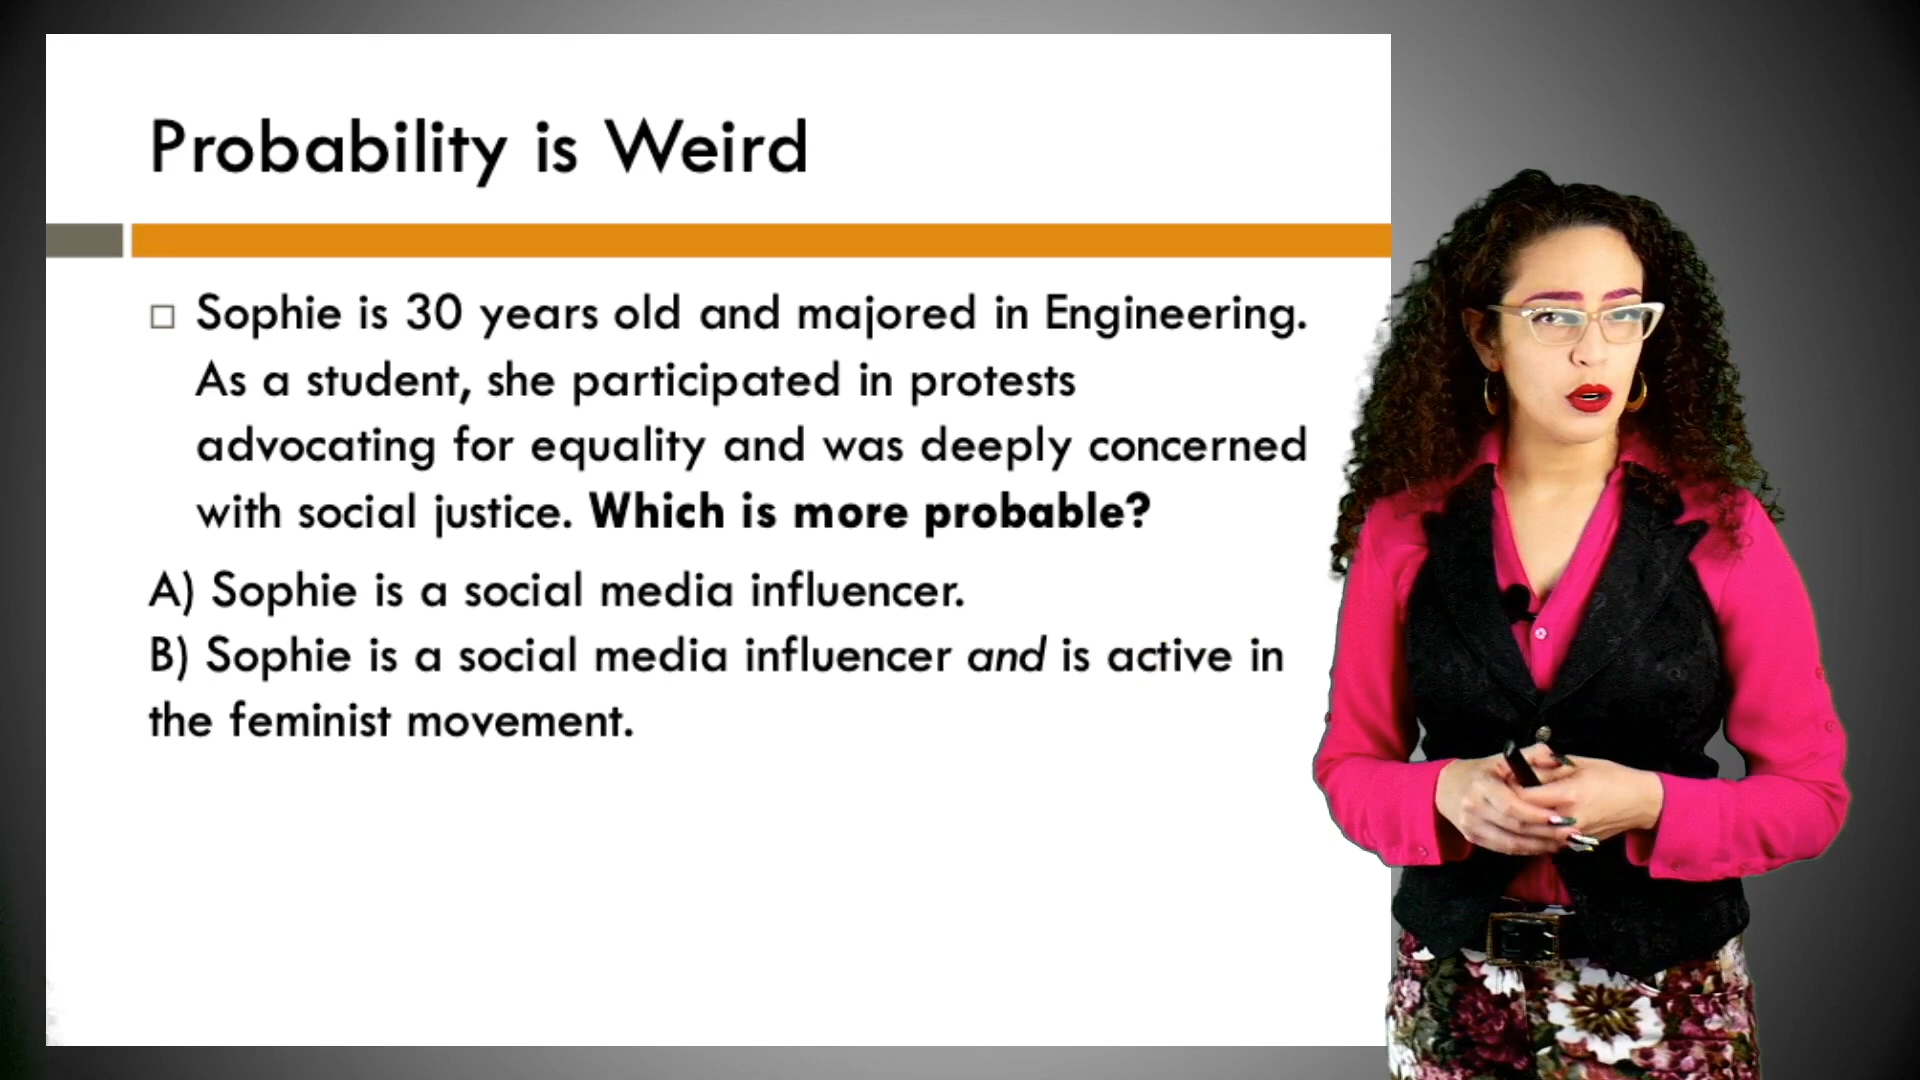 Probability is Weird
Sophie is 30 years old and majored in Engineering.
As a student, she participated in protests
advocating for equality and was deeply concerned
with social justice. Which is more probable?
A) Sophie is a social media influencer.
B) Sophie is a social media influencer and is active in
the feminist movement.